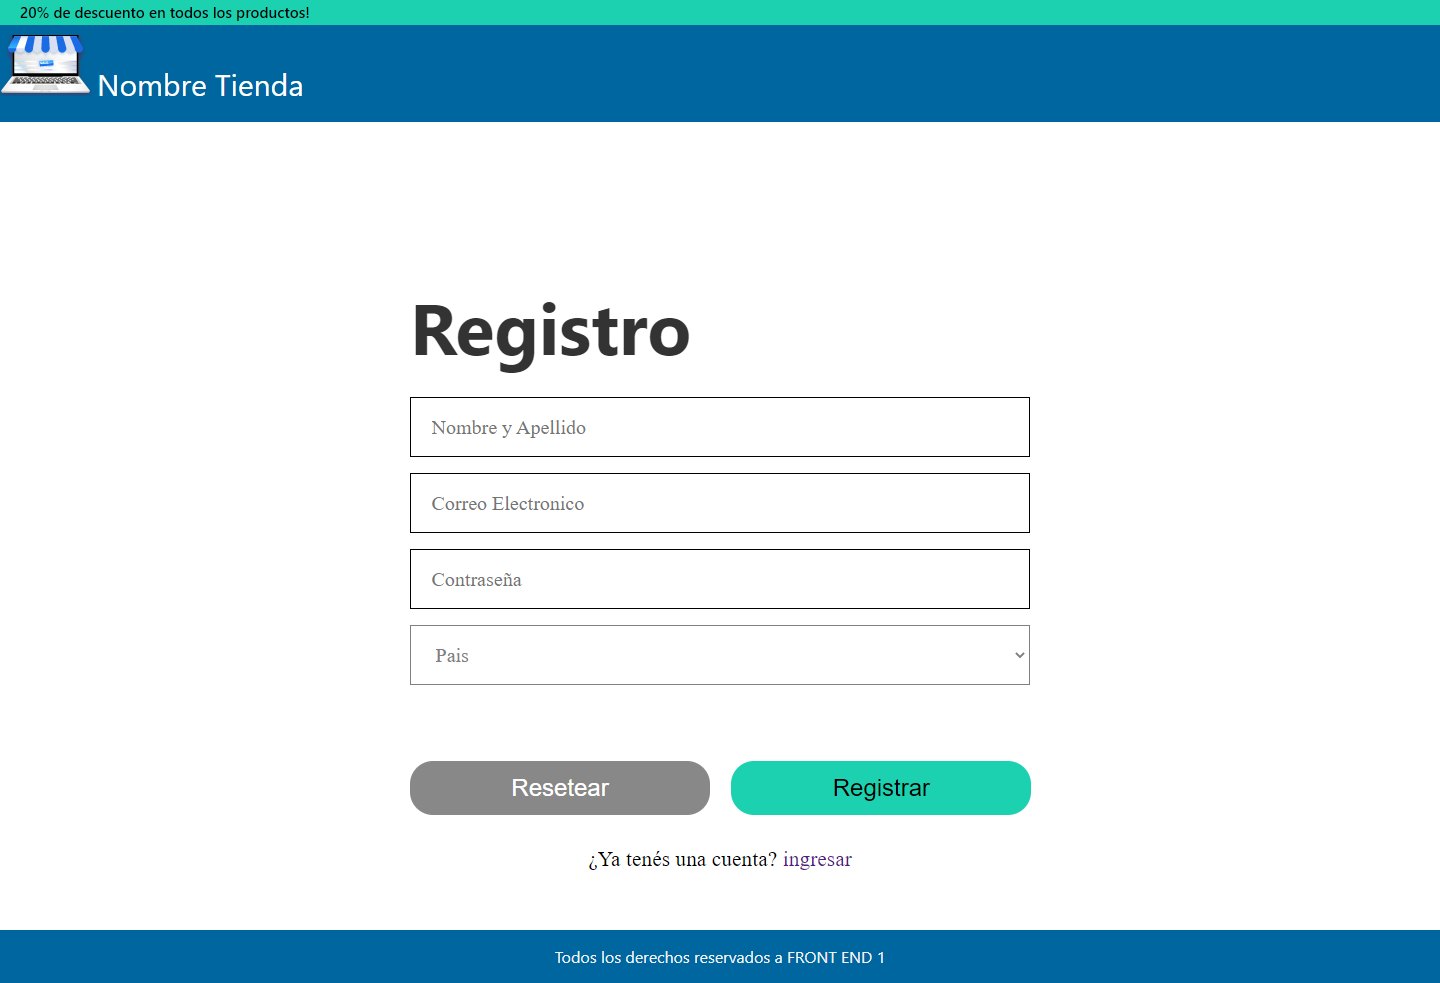 20% de descuento en todos los productos!
Nombre Tienda
Registro
Nombre y Apellido
Correo Electronico
Contraseña
Pais
Resetear
Registrar
¿Ya tenés una cuenta? ingresar
Todos los derechos reservados a FRONT END 1